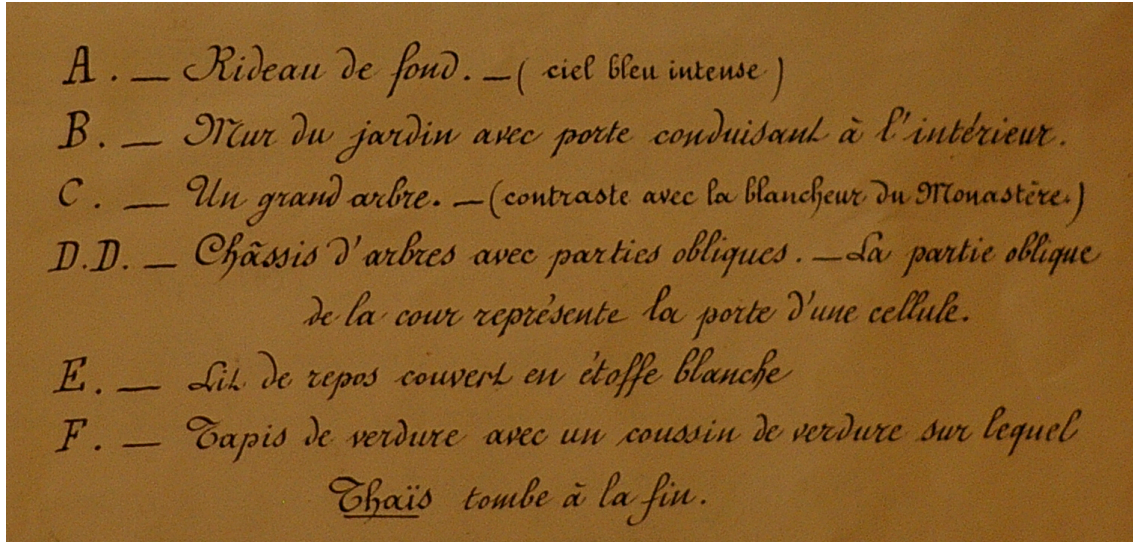 A. — Rideau de fond. — (ciel bleu intense)
B. — Mur du jardin avec porte conduisant à l'intérieur.
C. — Un grand arbre. — (contraste avec la blancheur du Monastère.)
D.D. — Châssis d'arbres avec parties obliques. — La partie oblique
de la cour représente la porte d'une cellule.
E. — Lit de repos couvert en étoffe blanche
F. — Tapis de verdure avec un coussin de verdure sur lequel
Thaïs tombe à la fin.